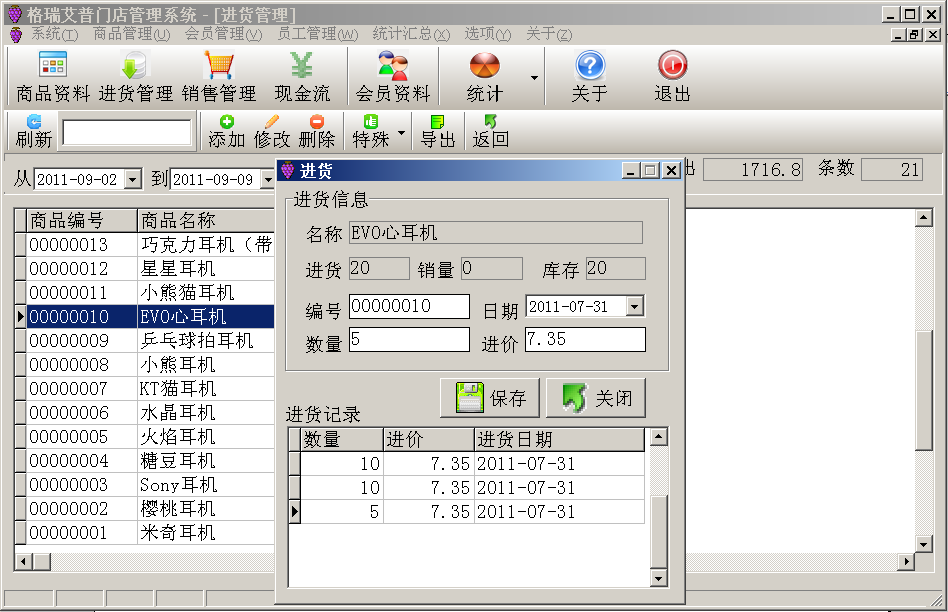 格瑞艾普门店管理系统 - [进货管理]
系统(T) 商品管理(U) 会员管理(V) 员工管理(W) 统计汇总(X) 选项(Y) 关于(Z)
商品资料 进货管理 销售管理 现金流 会员资料 统计 关于 退出
刷新 添加 修改 删除 特殊 导出 返回
从 2011-09-02 到 2011-09-09 1716.8 条数 21
商品编号 商品名称
00000013 巧克力耳机（带
00000012 星星耳机
00000011 小熊猫耳机
00000010 EVO心耳机
00000009 乒乓球拍耳机
00000008 小熊耳机
00000007 KT猫耳机
00000006 水晶耳机
00000005 火焰耳机
00000004 糖豆耳机
00000003 Sony耳机
00000002 樱桃耳机
00000001 米奇耳机
进货
进货信息
名称 EVO心耳机
进货 20 销量 0 库存 20
编号 00000010 日期 2011-07-31
数量 5 进价 7.35
保存 关闭
进货记录
数量 进价 进货日期
10 7.35 2011-07-31
10 7.35 2011-07-31
5 7.35 2011-07-31